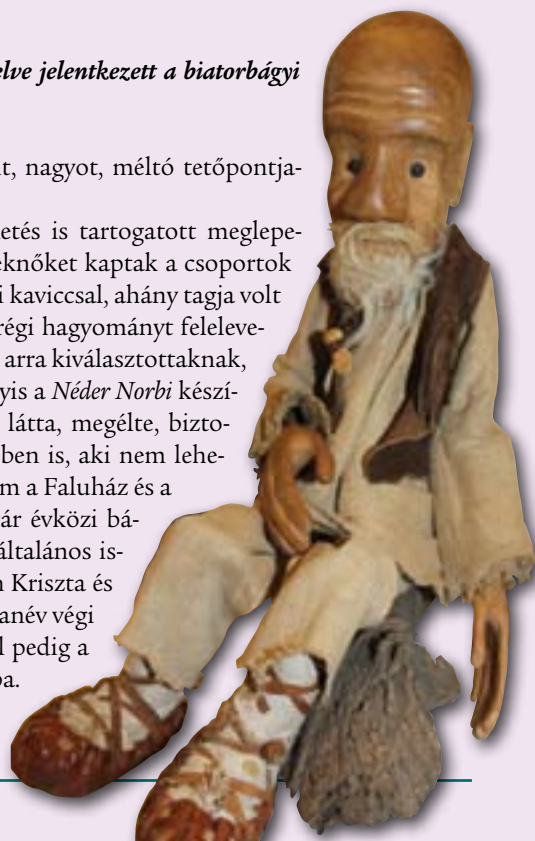 elve jelentkezett a biatorbágyi
t, nagyot, méltó tetőpontja-
etés is tartogatott meglepe-
eknőket kaptak a csoportok
i kaviccsal, ahány tagja volt
régi hagyományt feleleve-
arra kiválasztottaknak,
yis a Néder Norbi készí-
látta, megélte, bizto-
ben is, aki nem lehe-
m a Faluház és a
ár évközi bá-
általános is-
n Kriszta és
anév végi
l pedig a
ba.